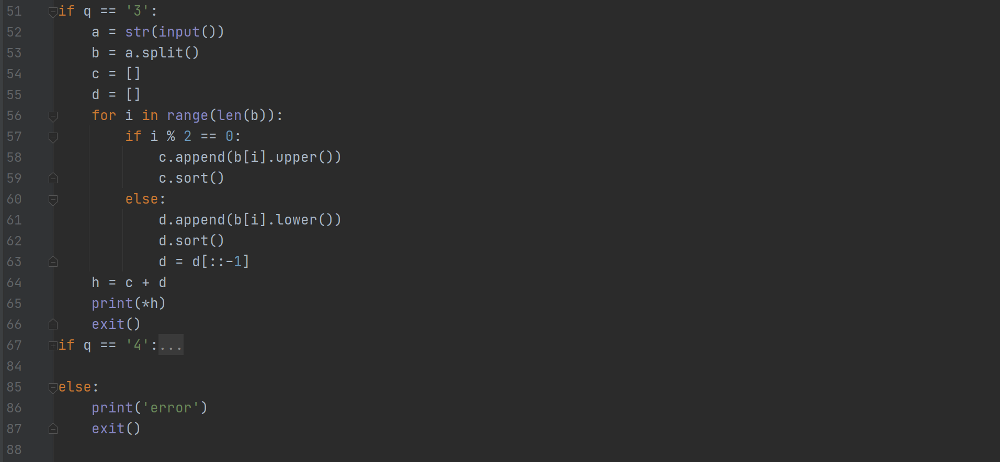 51 if q == '3':
52     a = str(input())
53     b = a.split()
54     c = []
55     d = []
56     for i in range(len(b)):
57         if i % 2 == 0:
58             c.append(b[i].upper())
59             c.sort()
60         else:
61             d.append(b[i].lower())
62             d.sort()
63             d = d[::-1]
64     h = c + d
65     print(*h)
66     exit()
67 if q == '4':...
84
85 else:
86     print('error')
87     exit()
88